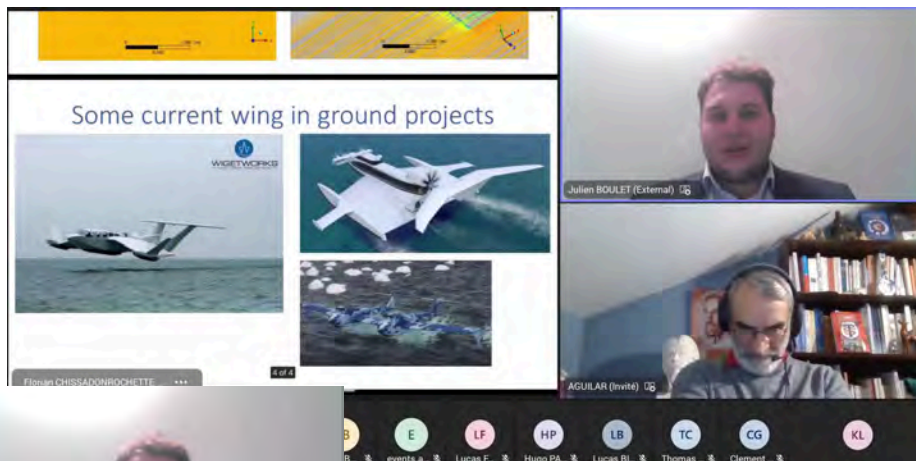 Some current wing in ground projects
WIGETWORKS
Julien BOULET (External)
AGUILAR (Invité)
Florian CHISSADONROCHETTE
4 of 4
B
E
LF
HP
LB
TC
CG
KL
events a...
Lucas F...
Hugo PA...
Lucas BI...
Thomas...
Clement...